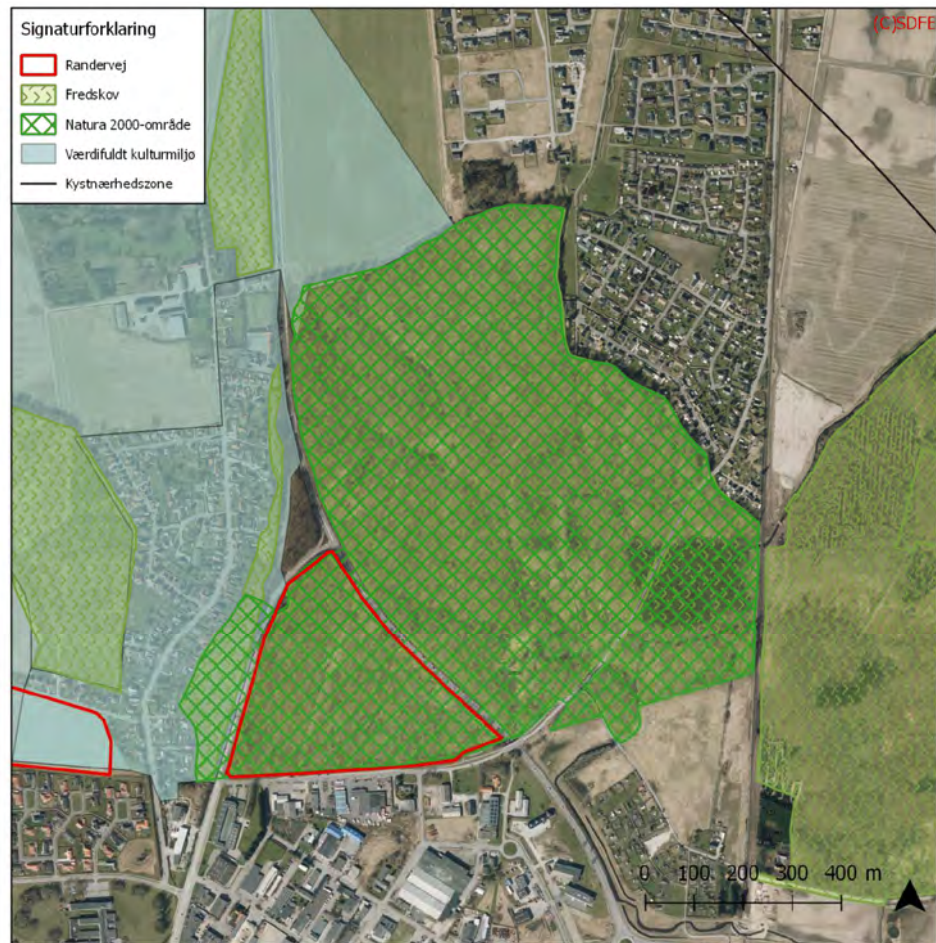 Signaturforklaring
Randervej
Fredskov
Natura 2000-område
Værdifuldt kulturmiljø
Kystnærhedszone
(C)SDFE
0 100 200 300 400 m